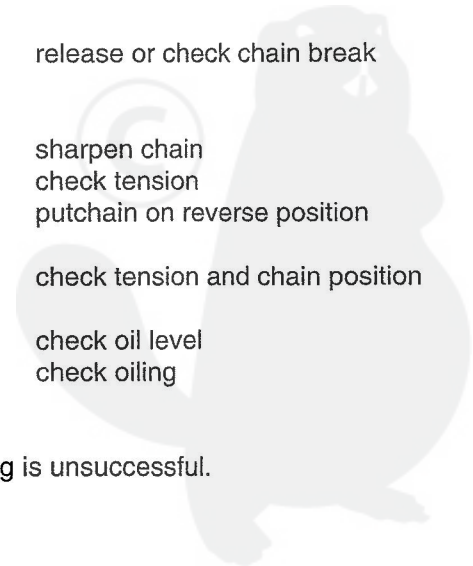 release or check chain break
sharpen chain
check tension
putchain on reverse position
check tension and chain position
check oil level
check oiling
g is unsuccessful.
©